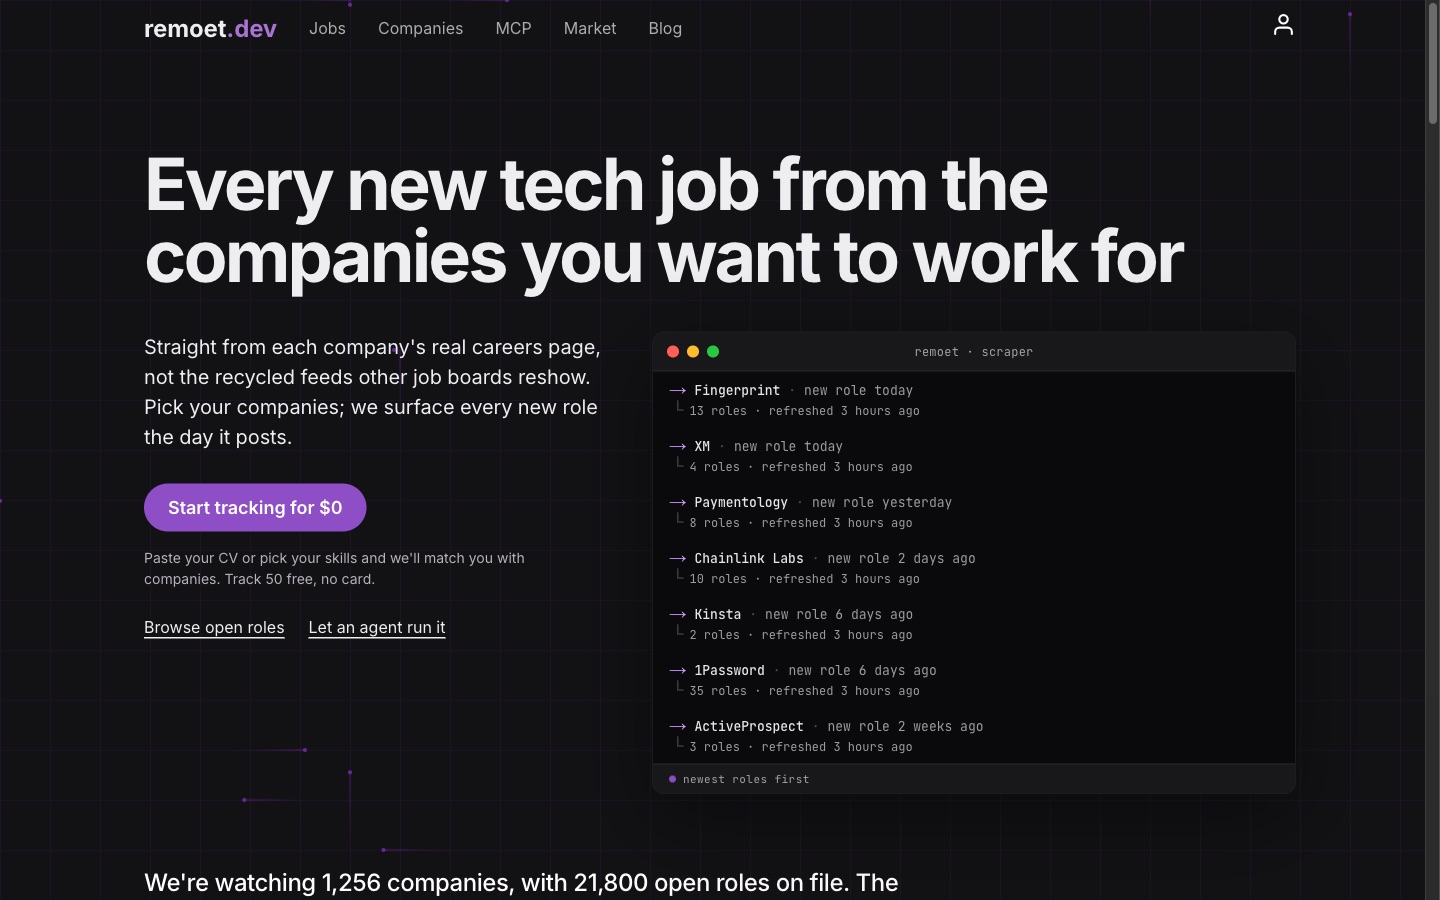 remoet.dev Jobs Companies MCP Market Blog
Every new tech job from the
companies you want to work for
Straight from each company's real careers page,
not the recycled feeds other job boards reshow.
Pick your companies; we surface every new role
the day it posts.
Start tracking for $0
Paste your CV or pick your skills and we'll match you with
companies. Track 50 free, no card.
Browse open roles Let an agent run it
remoet · scraper
→ Fingerprint · new role today
└ 13 roles · refreshed 3 hours ago
→ XM · new role today
└ 4 roles · refreshed 3 hours ago
→ Paymentology · new role yesterday
└ 8 roles · refreshed 3 hours ago
→ Chainlink Labs · new role 2 days ago
└ 10 roles · refreshed 3 hours ago
→ Kinsta · new role 6 days ago
└ 2 roles · refreshed 3 hours ago
→ 1Password · new role 6 days ago
└ 35 roles · refreshed 3 hours ago
→ ActiveProspect · new role 2 weeks ago
└ 3 roles · refreshed 3 hours ago
newest roles first
We're watching 1,256 companies, with 21,800 open roles on file. The